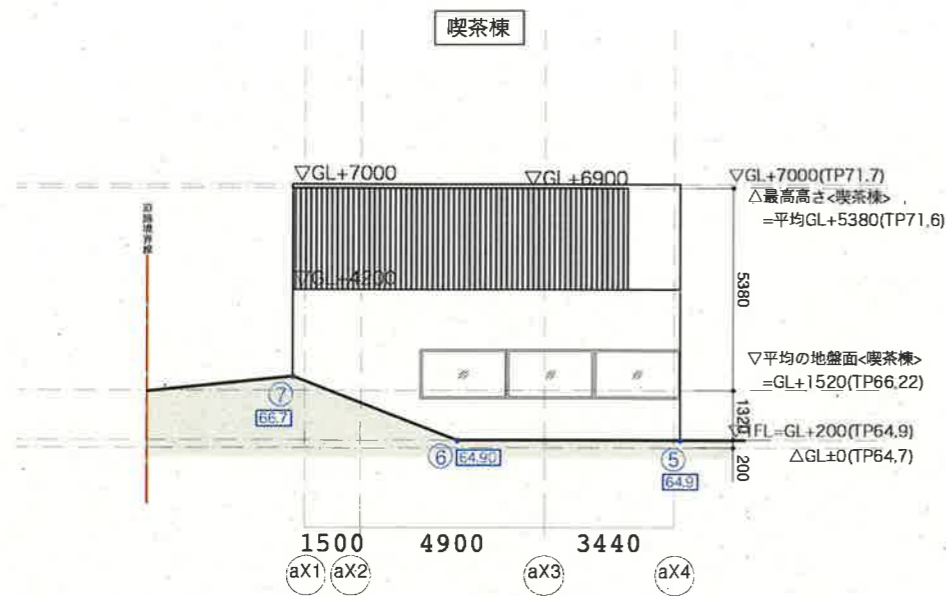 喫茶棟
▽GL+7000
▽GL+6900
▽GL+7000(TP71.7)
△最高高さ<喫茶棟>
=平均GL+5380(TP71,6)
▽GL+4200
5380
▽平均の地盤面<喫茶棟>
=GL+1520(TP66,22)
1320
▽1FL=GL+200(TP64,9)
△GL±0(TP64,7)
200
⑦
66.7
⑥
64.90
⑤
64.9
1500
4900
3440
aX1
aX2
aX3
aX4